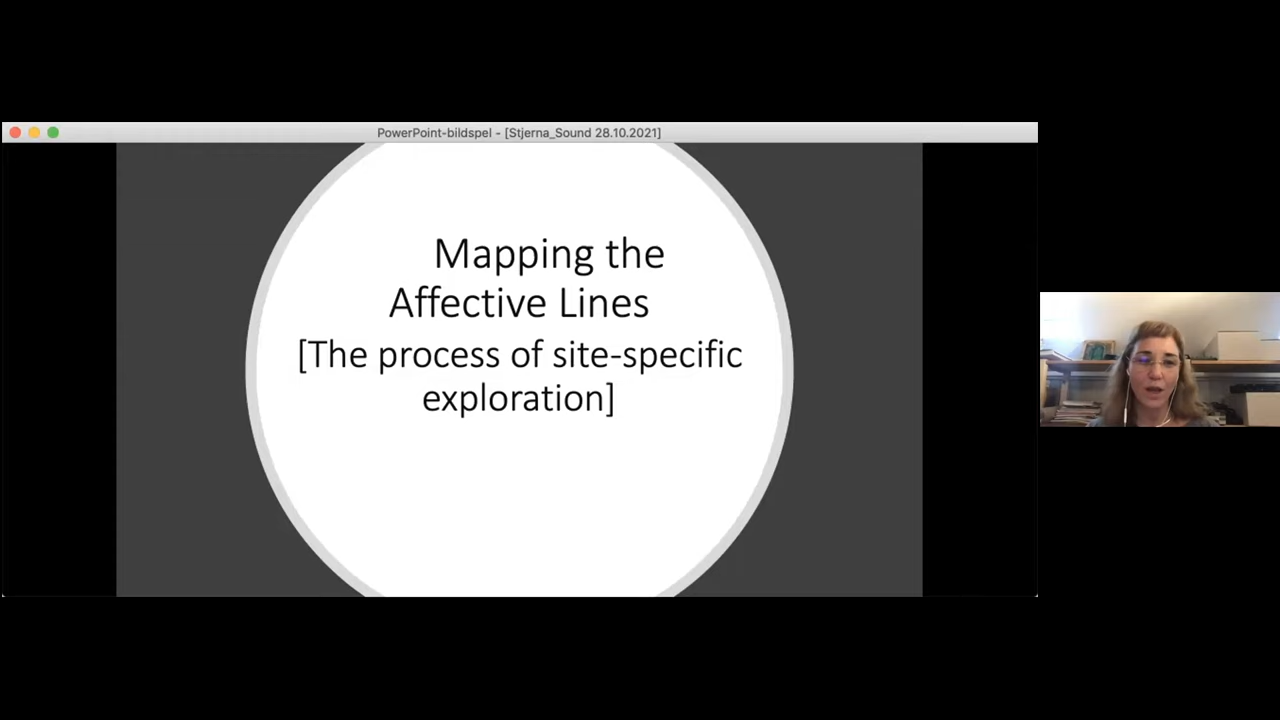 PowerPoint-bildspel - [Stjerna_Sound 28.10.2021]
Mapping the
Affective Lines
[The process of site-specific
exploration]